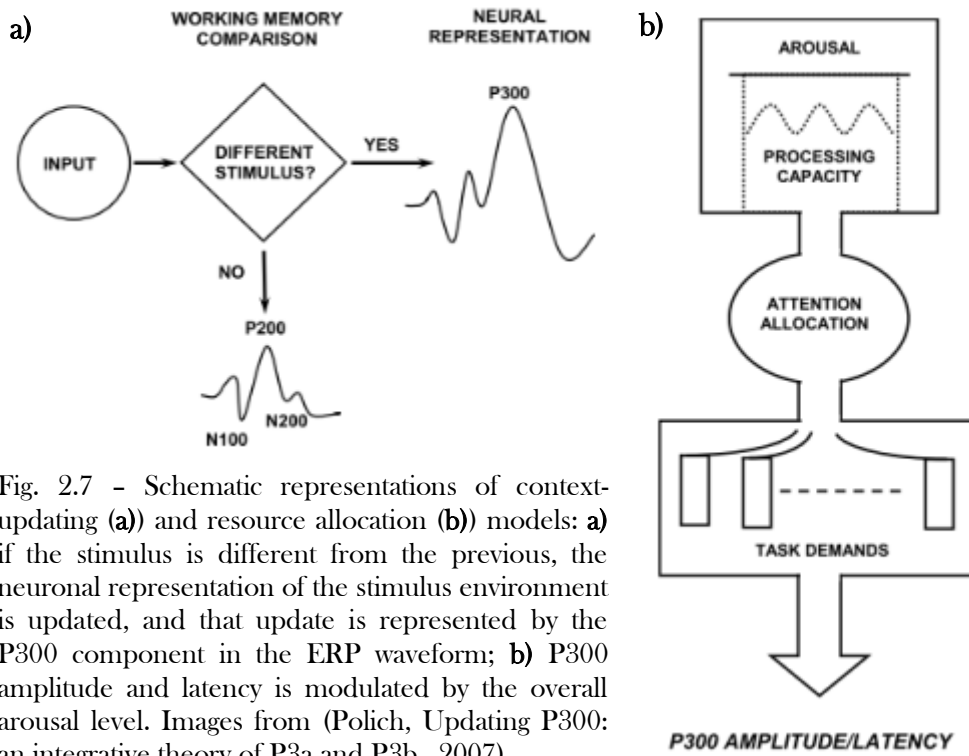 a)
WORKING MEMORY
COMPARISON
NEURAL
REPRESENTATION
INPUT
DIFFERENT
STIMULUS?
YES
P300
NO
P200
N100
N200
b)
AROUSAL
PROCESSING
CAPACITY
ATTENTION
ALLOCATION
TASK DEMANDS
P300 AMPLITUDE/LATENCY
Fig. 2.7 – Schematic representations of context-
updating (a)) and resource allocation (b)) models: a)
if the stimulus is different from the previous, the
neuronal representation of the stimulus environment
is updated, and that update is represented by the
P300 component in the ERP waveform; b) P300
amplitude and latency is modulated by the overall
arousal level. Images from (Polich, Updating P300:
an integrative theory of P3a and P3b, 2007)